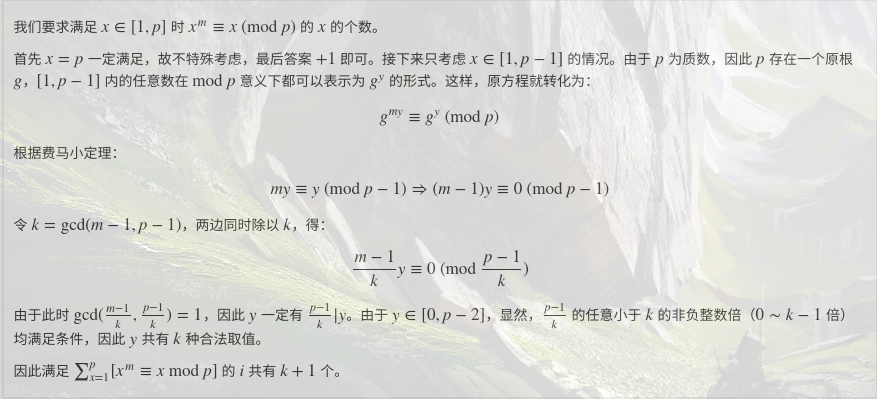 我们要求满足 $x \in [1, p]$ 时 $x^m \equiv x \pmod p$ 的 $x$ 的个数。
首先 $x = p$ 一定满足，故不特殊考虑，最后答案 $+1$ 即可。接下来只考虑 $x \in [1, p-1]$ 的情况。由于 $p$ 为质数，因此 $p$ 存在一个原根
$g$，$[1, p-1]$ 内的任意数在 $\bmod p$ 意义下都可以表示为 $g^y$ 的形式。这样，原方程就转化为：
$g^{my} \equiv g^y \pmod p$
根据费马小定理：
$my \equiv y \pmod{p-1} \Rightarrow (m-1)y \equiv 0 \pmod{p-1}$
令 $k = \gcd(m-1, p-1)$，两边同时除以 $k$，得：
$\frac{m-1}{k} y \equiv 0 \pmod{\frac{p-1}{k}}$
由于此时 $\gcd(\frac{m-1}{k}, \frac{p-1}{k}) = 1$，因此 $y$ 一定有 $\frac{p-1}{k} | y$。由于 $y \in [0, p-2]$，显然，$\frac{p-1}{k}$ 的任意小于 $k$ 的非负整数倍（$0 \sim k-1$ 倍）
均满足条件，因此 $y$ 共有 $k$ 种合法取值。
因此满足 $\sum_{x=1}^{p} [x^m \equiv x \bmod p]$ 的 $i$ 共有 $k+1$ 个。